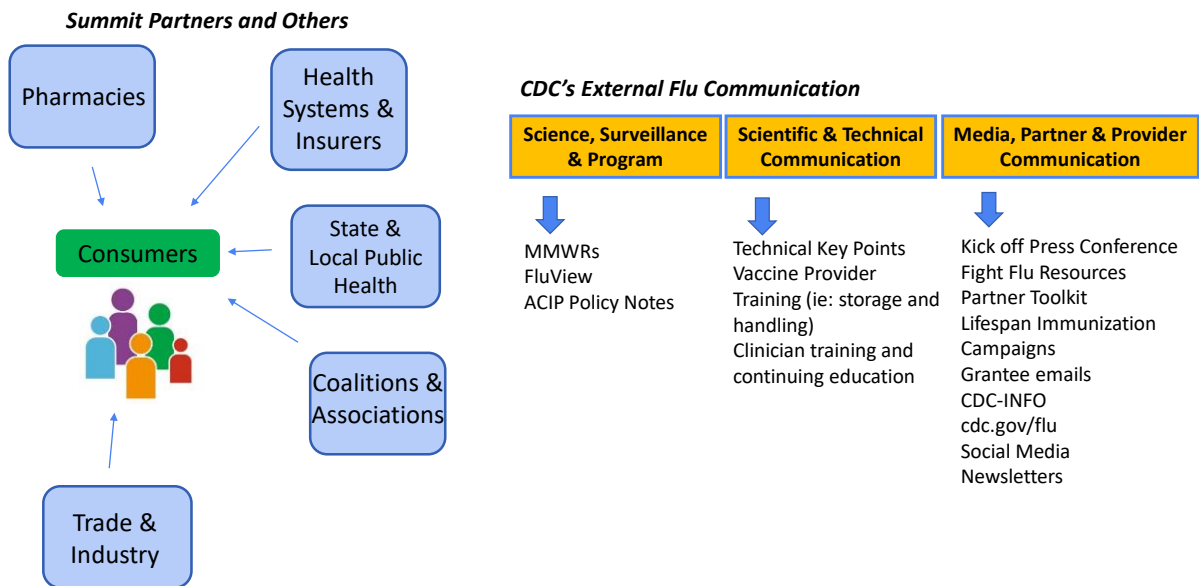 Summit Partners and Others
Pharmacies
Health
Systems &
Insurers
Consumers
State &
Local Public
Health
Coalitions &
Associations
Trade &
Industry
CDC's External Flu Communication
Science, Surveillance
& Program
MMWRs
FluView
ACIP Policy Notes
Scientific & Technical
Communication
Technical Key Points
Vaccine Provider
Training (ie: storage and
handling)
Clinician training and
continuing education
Media, Partner & Provider
Communication
Kick off Press Conference
Fight Flu Resources
Partner Toolkit
Lifespan Immunization
Campaigns
Grantee emails
CDC-INFO
cdc.gov/flu
Social Media
Newsletters